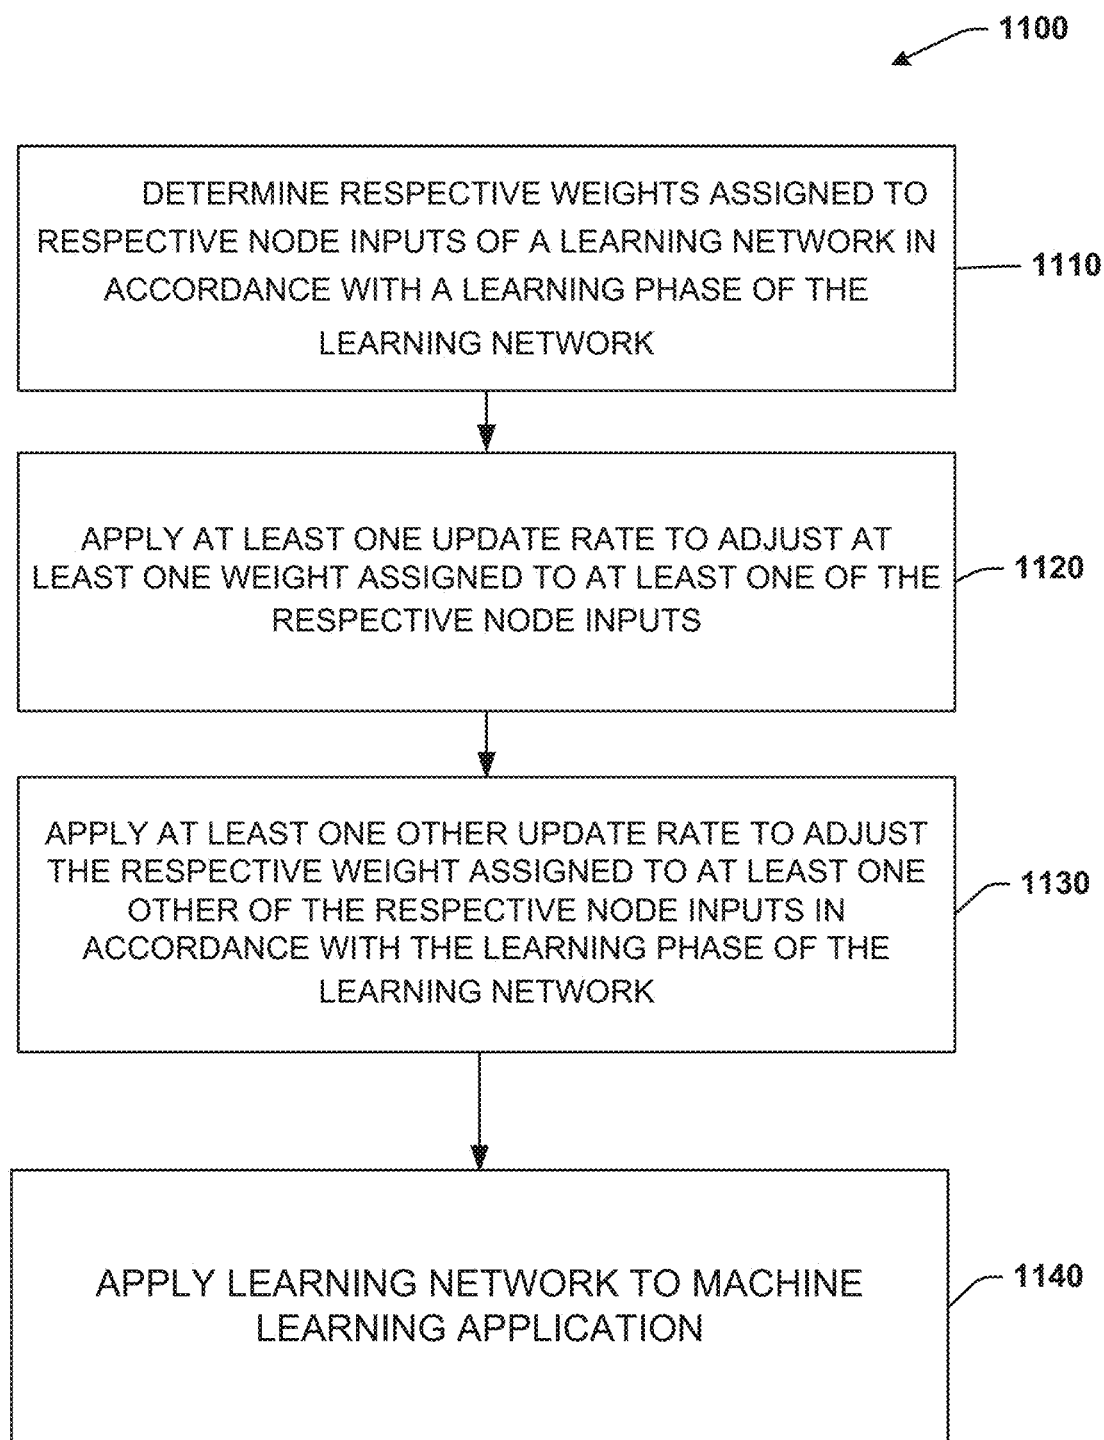 1100
DETERMINE RESPECTIVE WEIGHTS ASSIGNED TO
RESPECTIVE NODE INPUTS OF A LEARNING NETWORK IN
ACCORDANCE WITH A LEARNING PHASE OF THE
LEARNING NETWORK
1110
APPLY AT LEAST ONE UPDATE RATE TO ADJUST AT
LEAST ONE WEIGHT ASSIGNED TO AT LEAST ONE OF THE
RESPECTIVE NODE INPUTS
1120
APPLY AT LEAST ONE OTHER UPDATE RATE TO ADJUST
THE RESPECTIVE WEIGHT ASSIGNED TO AT LEAST ONE
OTHER OF THE RESPECTIVE NODE INPUTS IN
ACCORDANCE WITH THE LEARNING PHASE OF THE
LEARNING NETWORK
1130
APPLY LEARNING NETWORK TO MACHINE
LEARNING APPLICATION
1140